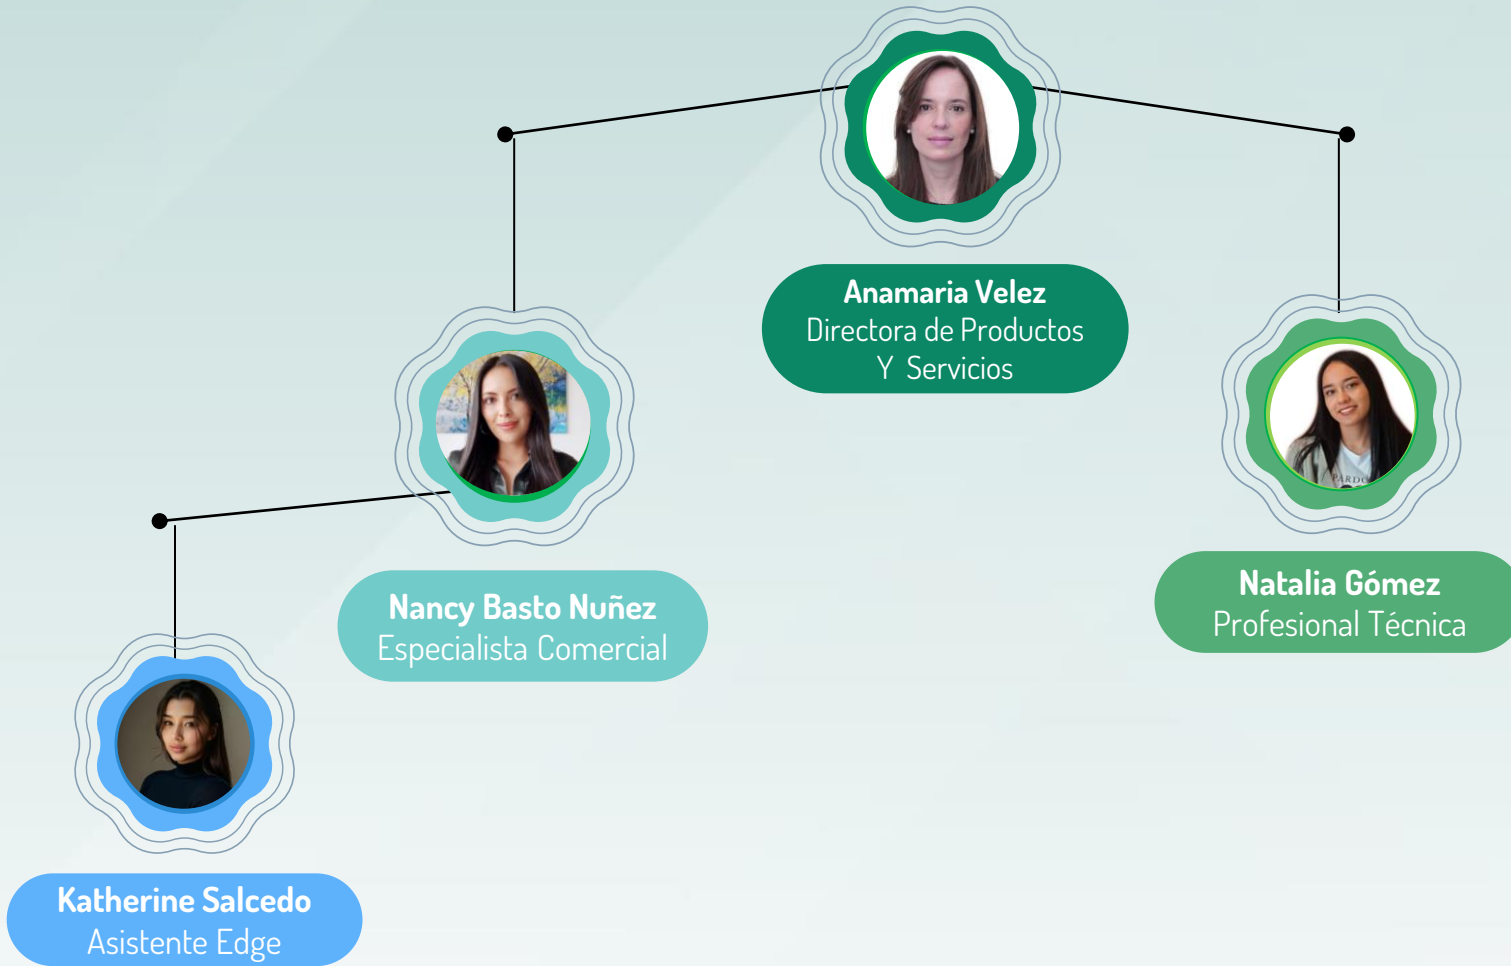 Anamaria Velez
Directora de Productos
Y Servicios
Nancy Basto Nuñez
Especialista Comercial
Natalia Gómez
Profesional Técnica
Katherine Salcedo
Asistente Edge
PARDO